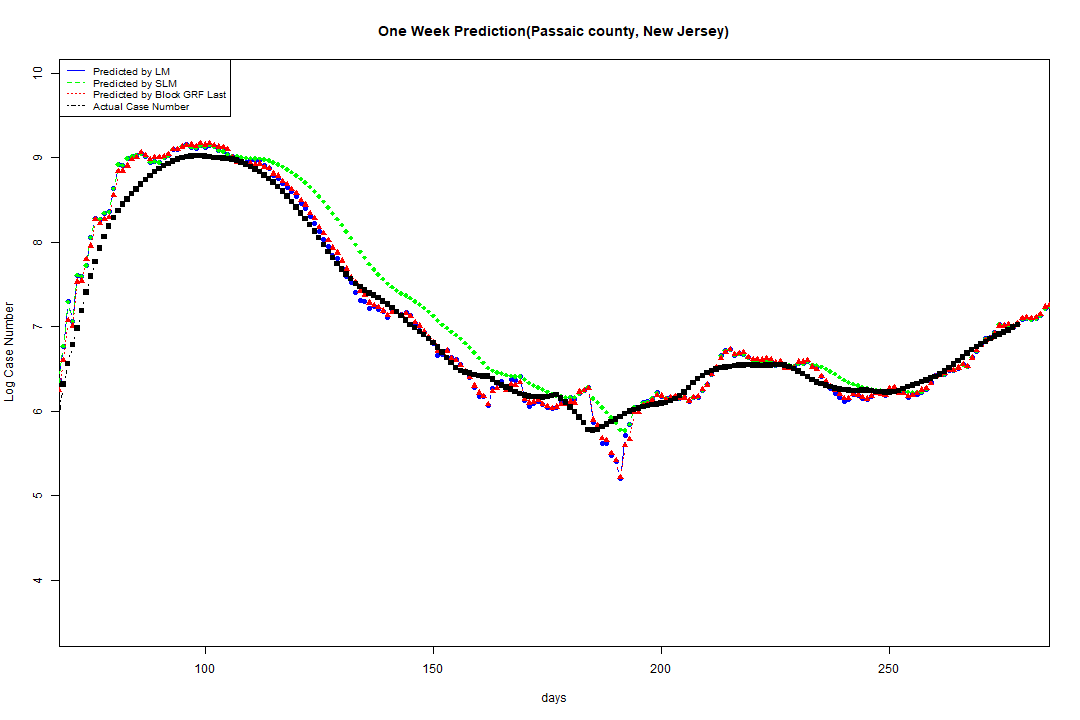 One Week Prediction(Passaic county, New Jersey)
Predicted by LM
Predicted by SLM
Predicted by Block GRF Last
Actual Case Number
Log Case Number
10
9
8
7
6
5
4
100 150 200 250
days